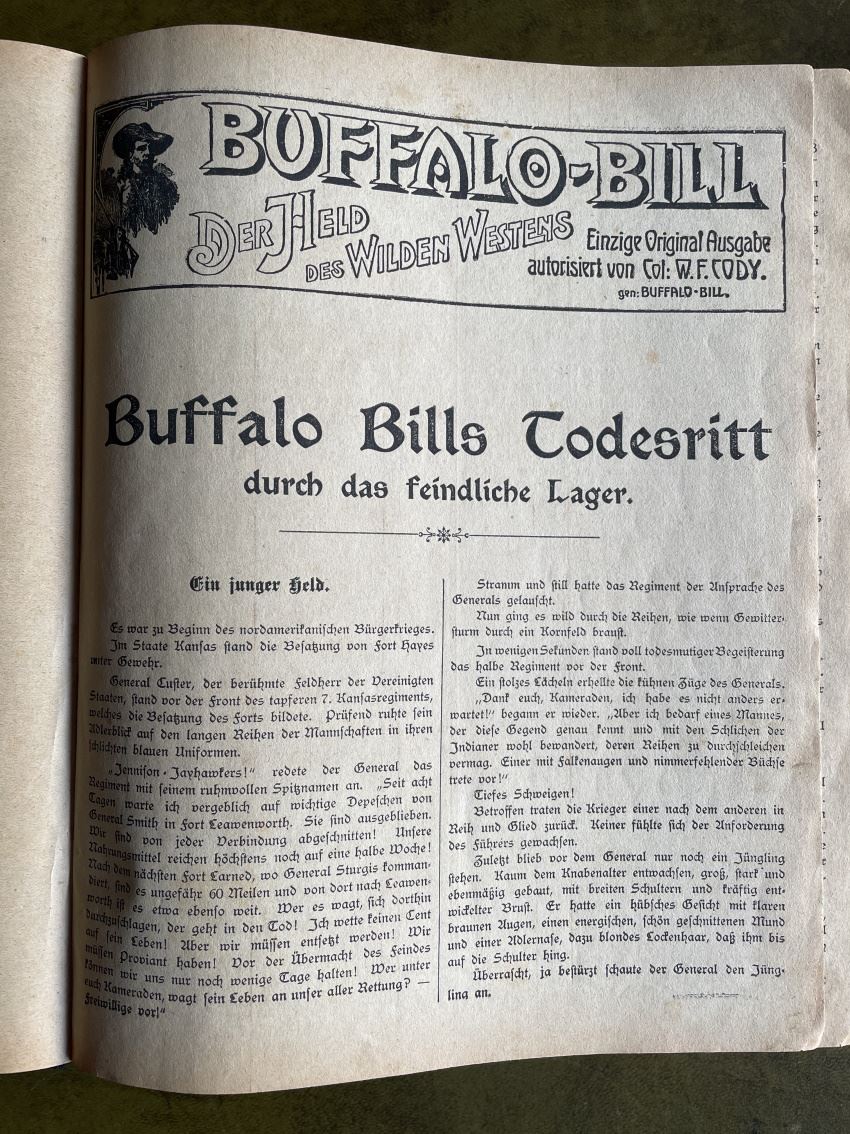 BUFFALO-BILL
DER HELD
DES WILDEN WESTENS
Einzige Original Ausgabe
autorisiert von Col: W. F. CODY.
gen: BUFFALO-BILL.
Buffalo Bills Todesritt
durch das feindliche Lager.
Ein junger Held.
Es war zu Beginn des nordamerikanischen Bürgerkrieges.
Im Staate Kansas stand die Besatzung von Fort Hayes
unter Gewehr.
General Custer, der berühmte Feldherr der Vereinigten
Staaten, stand vor der Front des tapferen 7. Kansasregiments,
welches die Besatzung des Forts bildete. Prüfend ruhte sein
Adlerblick auf den langen Reihen der Mannschaften in ihren
schlichten blauen Uniformen.
„Jennison-Jayhawkers!“ redete der General das
Regiment mit seinem ruhmvollen Spitznamen an. „Seit acht
Tagen warte ich vergeblich auf wichtige Depeschen von
General Smith in Fort Leawenworth. Sie sind ausgeblieben.
Wir sind von jeder Verbindung abgeschnitten! Unsere
Nahrungsmittel reichen höchstens noch auf eine halbe Woche!
Nach dem nächsten Fort Larned, wo General Sturgis komman-
diert, sind es ungefähr 60 Meilen und von dort nach Leawen-
worth ist es etwa ebenso weit. Wer es wagt, sich dorthin
durchzuschlagen, der geht in den Tod! Ich wette keinen Cent
auf sein Leben! Aber wir müssen entsetzt werden! Wir
müssen Proviant haben! Vor der Übermacht des Feindes
können wir uns nur noch wenige Tage halten! Wer unter
euch Kameraden, wagt sein Leben an unser aller Rettung? —
Freiwillige vor!“
Stramm und still hatte das Regiment der Ansprache des
Generals gelauscht.
Nun ging es wild durch die Reihen, wie wenn Gewitter-
sturm durch ein Kornfeld braust.
In wenigen Sekunden stand voll todesmutiger Begeisterung
das halbe Regiment vor der Front.
Ein stolzes Lächeln erhellte die kühnen Züge des Generals.
„Dank euch, Kameraden, ich habe es nicht anders er-
wartet!“ begann er wieder. „Aber ich bedarf eines Mannes,
der diese Gegend genau kennt und mit den Schlichen der
Indianer wohl bewandert, deren Reihen zu durchschleichen
vermag. Einer mit Falkenaugen und nimmerfehlender Büchse
trete vor!“
Tiefes Schweigen!
Betroffen traten die Krieger einer nach dem anderen in
Reih und Glied zurück. Keiner fühlte sich der Anforderung
des Führers gewachsen.
Zuletzt blieb vor dem General nur noch ein Jüngling
stehen. Kaum dem Knabenalter entwachsen, groß, stark und
ebenmäßig gebaut, mit breiten Schultern und kräftig ent-
wickelter Brust. Er hatte ein hübsches Gesicht mit klaren
braunen Augen, einen energischen, schön geschnittenen Mund
und einer Adlernase, dazu blondes Lockenhaar, daß ihm bis
auf die Schulter hing.
Überrascht, ja bestürzt schaute der General den Jüng-
ling an.